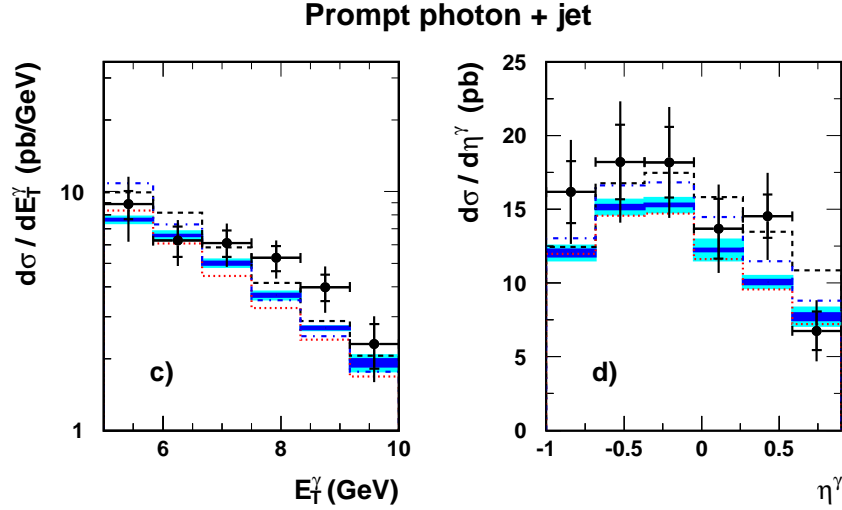 Prompt photon + jet
dσ / dE_T^γ (pb/GeV)
10
1
6
8
10
c)
E_T^γ (GeV)
dσ / dη^γ (pb)
25
20
15
10
5
0
-1
-0.5
0
0.5
d)
η^γ